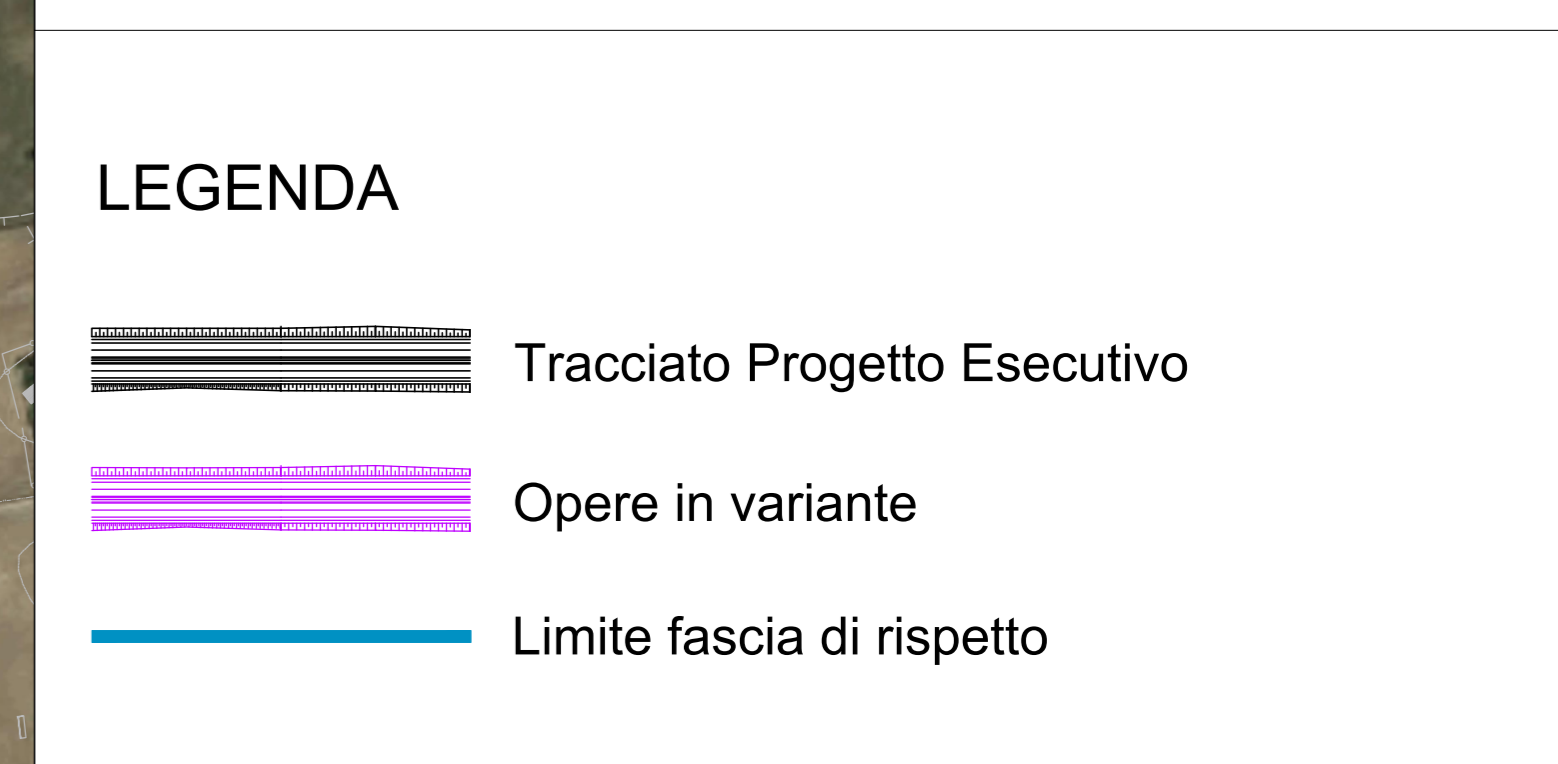 LEGENDA
Tracciato Progetto Esecutivo
Opere in variante
Limite fascia di rispetto